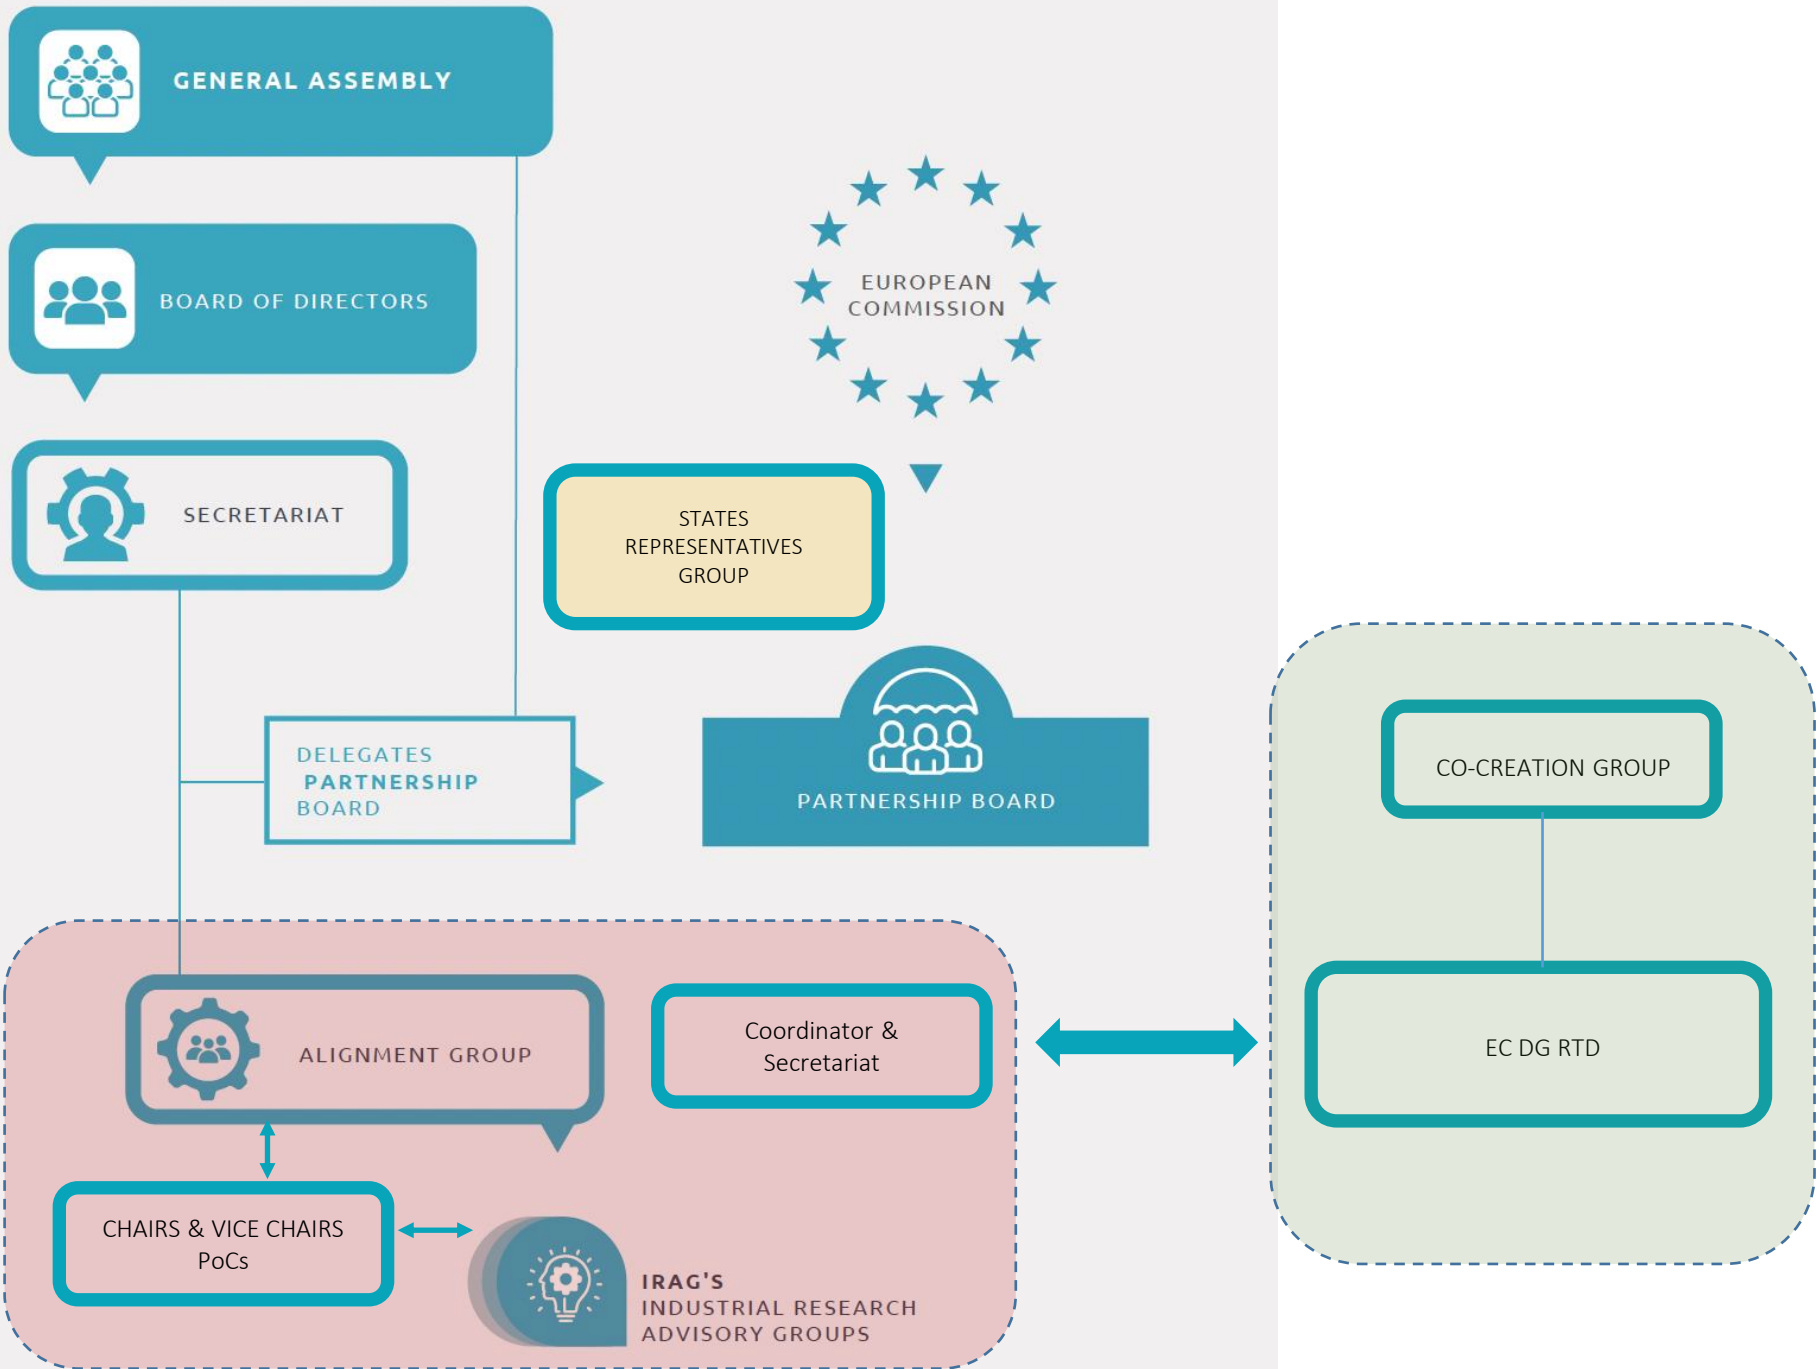 GENERAL ASSEMBLY
BOARD OF DIRECTORS
EUROPEAN
COMMISSION
SECRETARIAT
STATES
REPRESENTATIVES
GROUP
DELEGATES
PARTNERSHIP
BOARD
PARTNERSHIP BOARD
CO-CREATION GROUP
ALIGNMENT GROUP
Coordinator &
Secretariat
EC DG RTD
CHAIRS & VICE CHAIRS
PoCs
IRAG'S
INDUSTRIAL RESEARCH
ADVISORY GROUPS